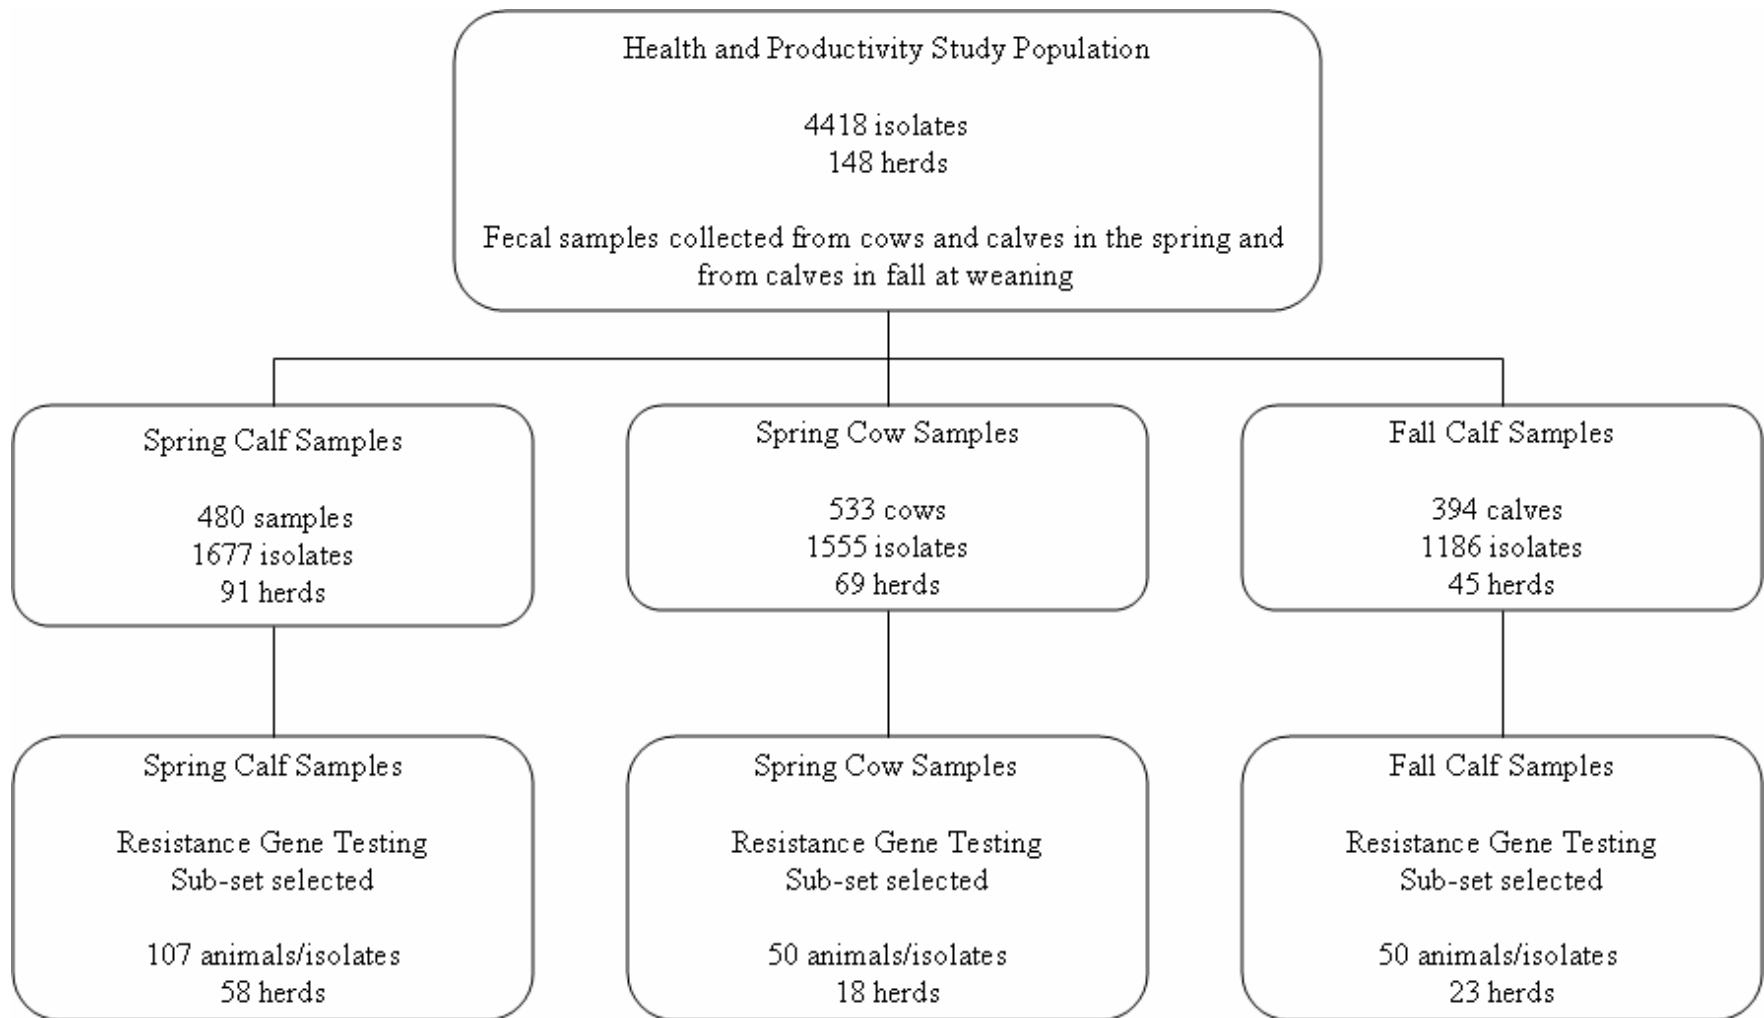 Health and Productivity Study Population
4418 isolates
148 herds
Fecal samples collected from cows and calves in the spring and
from calves in fall at weaning
Spring Calf Samples
480 samples
1677 isolates
91 herds
Spring Cow Samples
533 cows
1555 isolates
69 herds
Fall Calf Samples
394 calves
1186 isolates
45 herds
Spring Calf Samples
Resistance Gene Testing
Sub-set selected
107 animals/isolates
58 herds
Spring Cow Samples
Resistance Gene Testing
Sub-set selected
50 animals/isolates
18 herds
Fall Calf Samples
Resistance Gene Testing
Sub-set selected
50 animals/isolates
23 herds